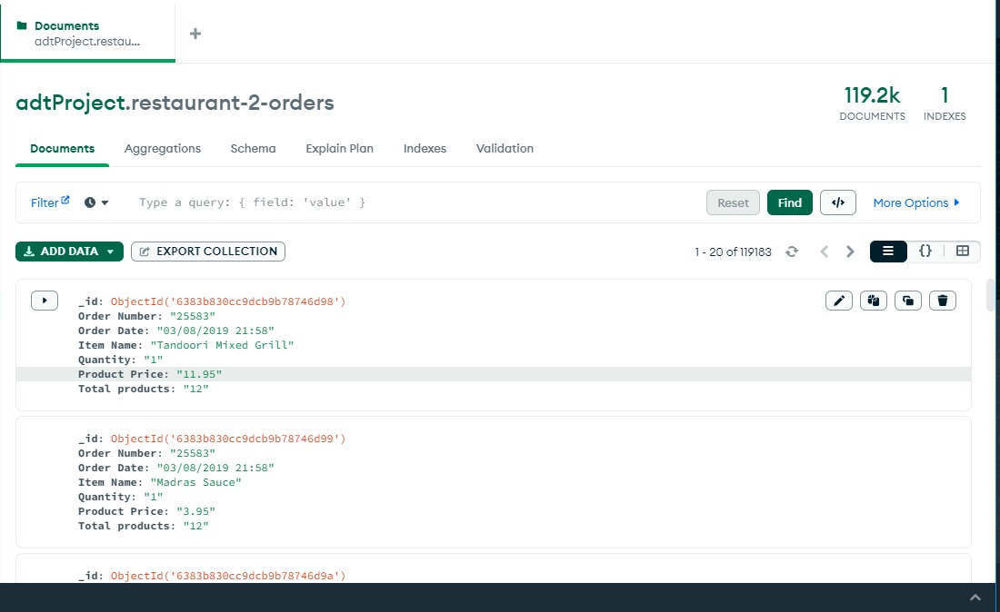 Documents
adtProject.restau...
adtProject.restaurant-2-orders
119.2k
DOCUMENTS
1
INDEXES
Documents
Aggregations
Schema
Explain Plan
Indexes
Validation
Filter
Type a query: { field: 'value' }
Reset
Find
</>
More Options
ADD DATA
EXPORT COLLECTION
1 - 20 of 119183
{}
_id: ObjectId('6383b830cc9dcb9b78746d98')
Order Number: "25583"
Order Date: "03/08/2019 21:58"
Item Name: "Tandoori Mixed Grill"
Quantity: "1"
Product Price: "11.95"
Total products: "12"
_id: ObjectId('6383b830cc9dcb9b78746d99')
Order Number: "25583"
Order Date: "03/08/2019 21:58"
Item Name: "Madras Sauce"
Quantity: "1"
Product Price: "3.95"
Total products: "12"
_id: ObjectId('6383b830cc9dcb9b78746d9a')